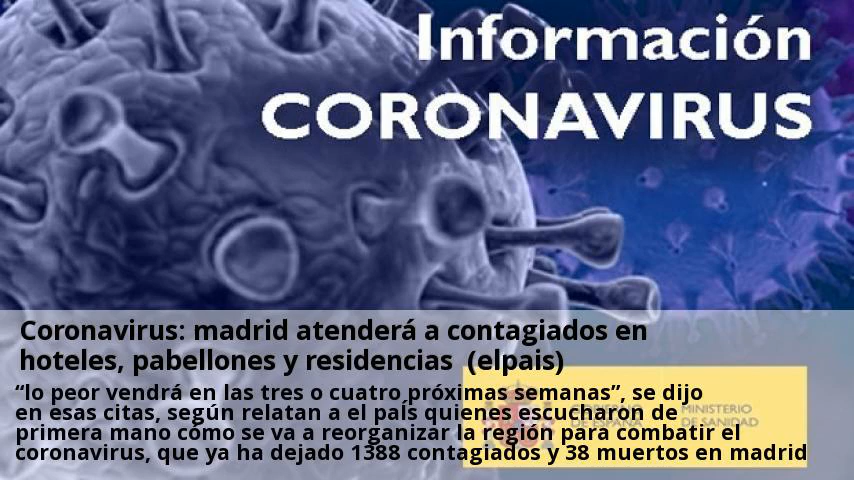 Información
CORONAVIRUS
Coronavirus: madrid atenderá a contagiados en
hoteles, pabellones y residencias (elpais)
“lo peor vendrá en las tres o cuatro próximas semanas”, se dijo
en esas citas, según relatan a el país quienes escucharon de
primera mano cómo se va a reorganizar la región para combatir el
coronavirus, que ya ha dejado 1388 contagiados y 38 muertos en madrid
DE ESPAÑA
MINISTERIO
DE SANIDAD